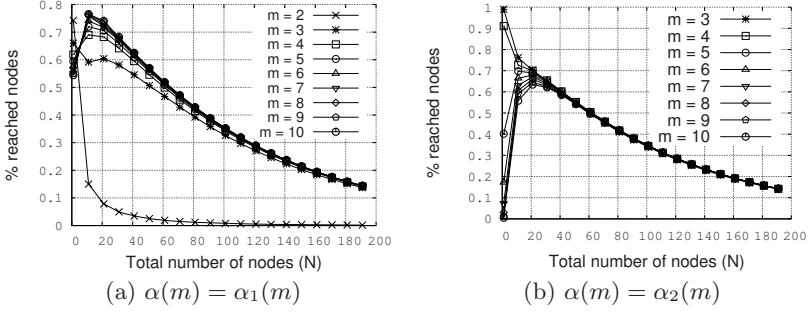 % reached nodes
0.8
0.7
0.6
0.5
0.4
0.3
0.2
0.1
0
m = 2
m = 3
m = 4
m = 5
m = 6
m = 7
m = 8
m = 9
m = 10
0 20 40 60 80 100 120 140 160 180 200
Total number of nodes (N)
(a) α(m) = α₁(m)
% reached nodes
1
0.9
0.8
0.7
0.6
0.5
0.4
0.3
0.2
0.1
0
m = 3
m = 4
m = 5
m = 6
m = 7
m = 8
m = 9
m = 10
0 20 40 60 80 100 120 140 160 180 200
Total number of nodes (N)
(b) α(m) = α₂(m)